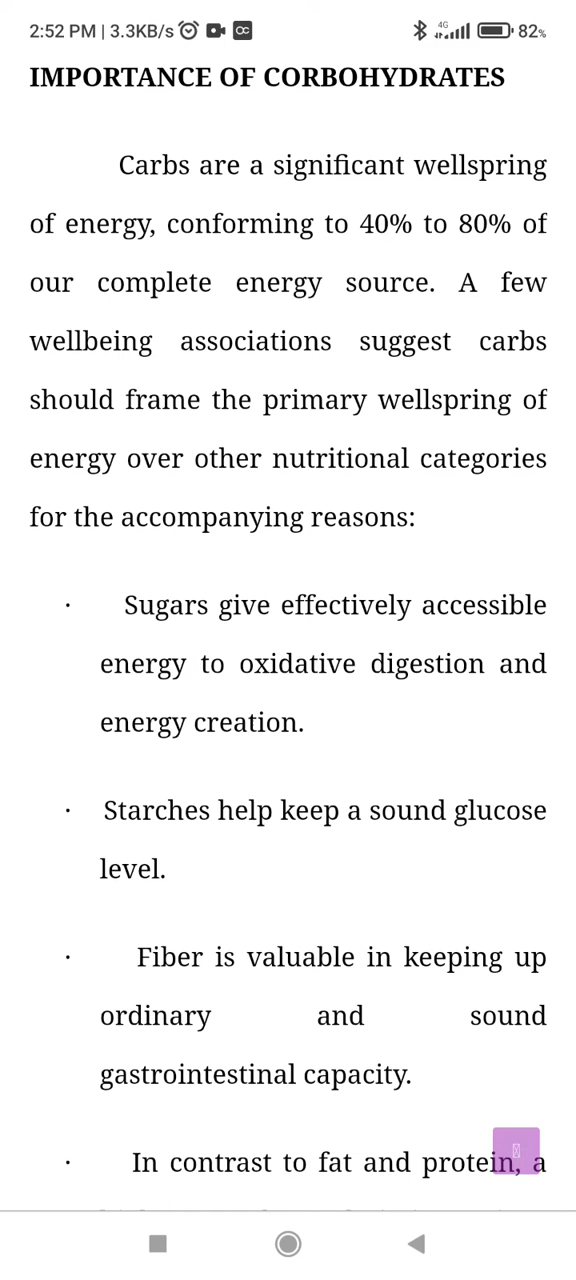 2:52 PM | 3.3KB/s
4G
82%
IMPORTANCE OF CORBOHYDRATES
Carbs are a significant wellspring
of energy, conforming to 40% to 80% of
our complete energy source. A few
wellbeing associations suggest carbs
should frame the primary wellspring of
energy over other nutritional categories
for the accompanying reasons:
· Sugars give effectively accessible
energy to oxidative digestion and
energy creation.
· Starches help keep a sound glucose
level.
· Fiber is valuable in keeping up
ordinary and sound
gastrointestinal capacity.
· In contrast to fat and protein, a